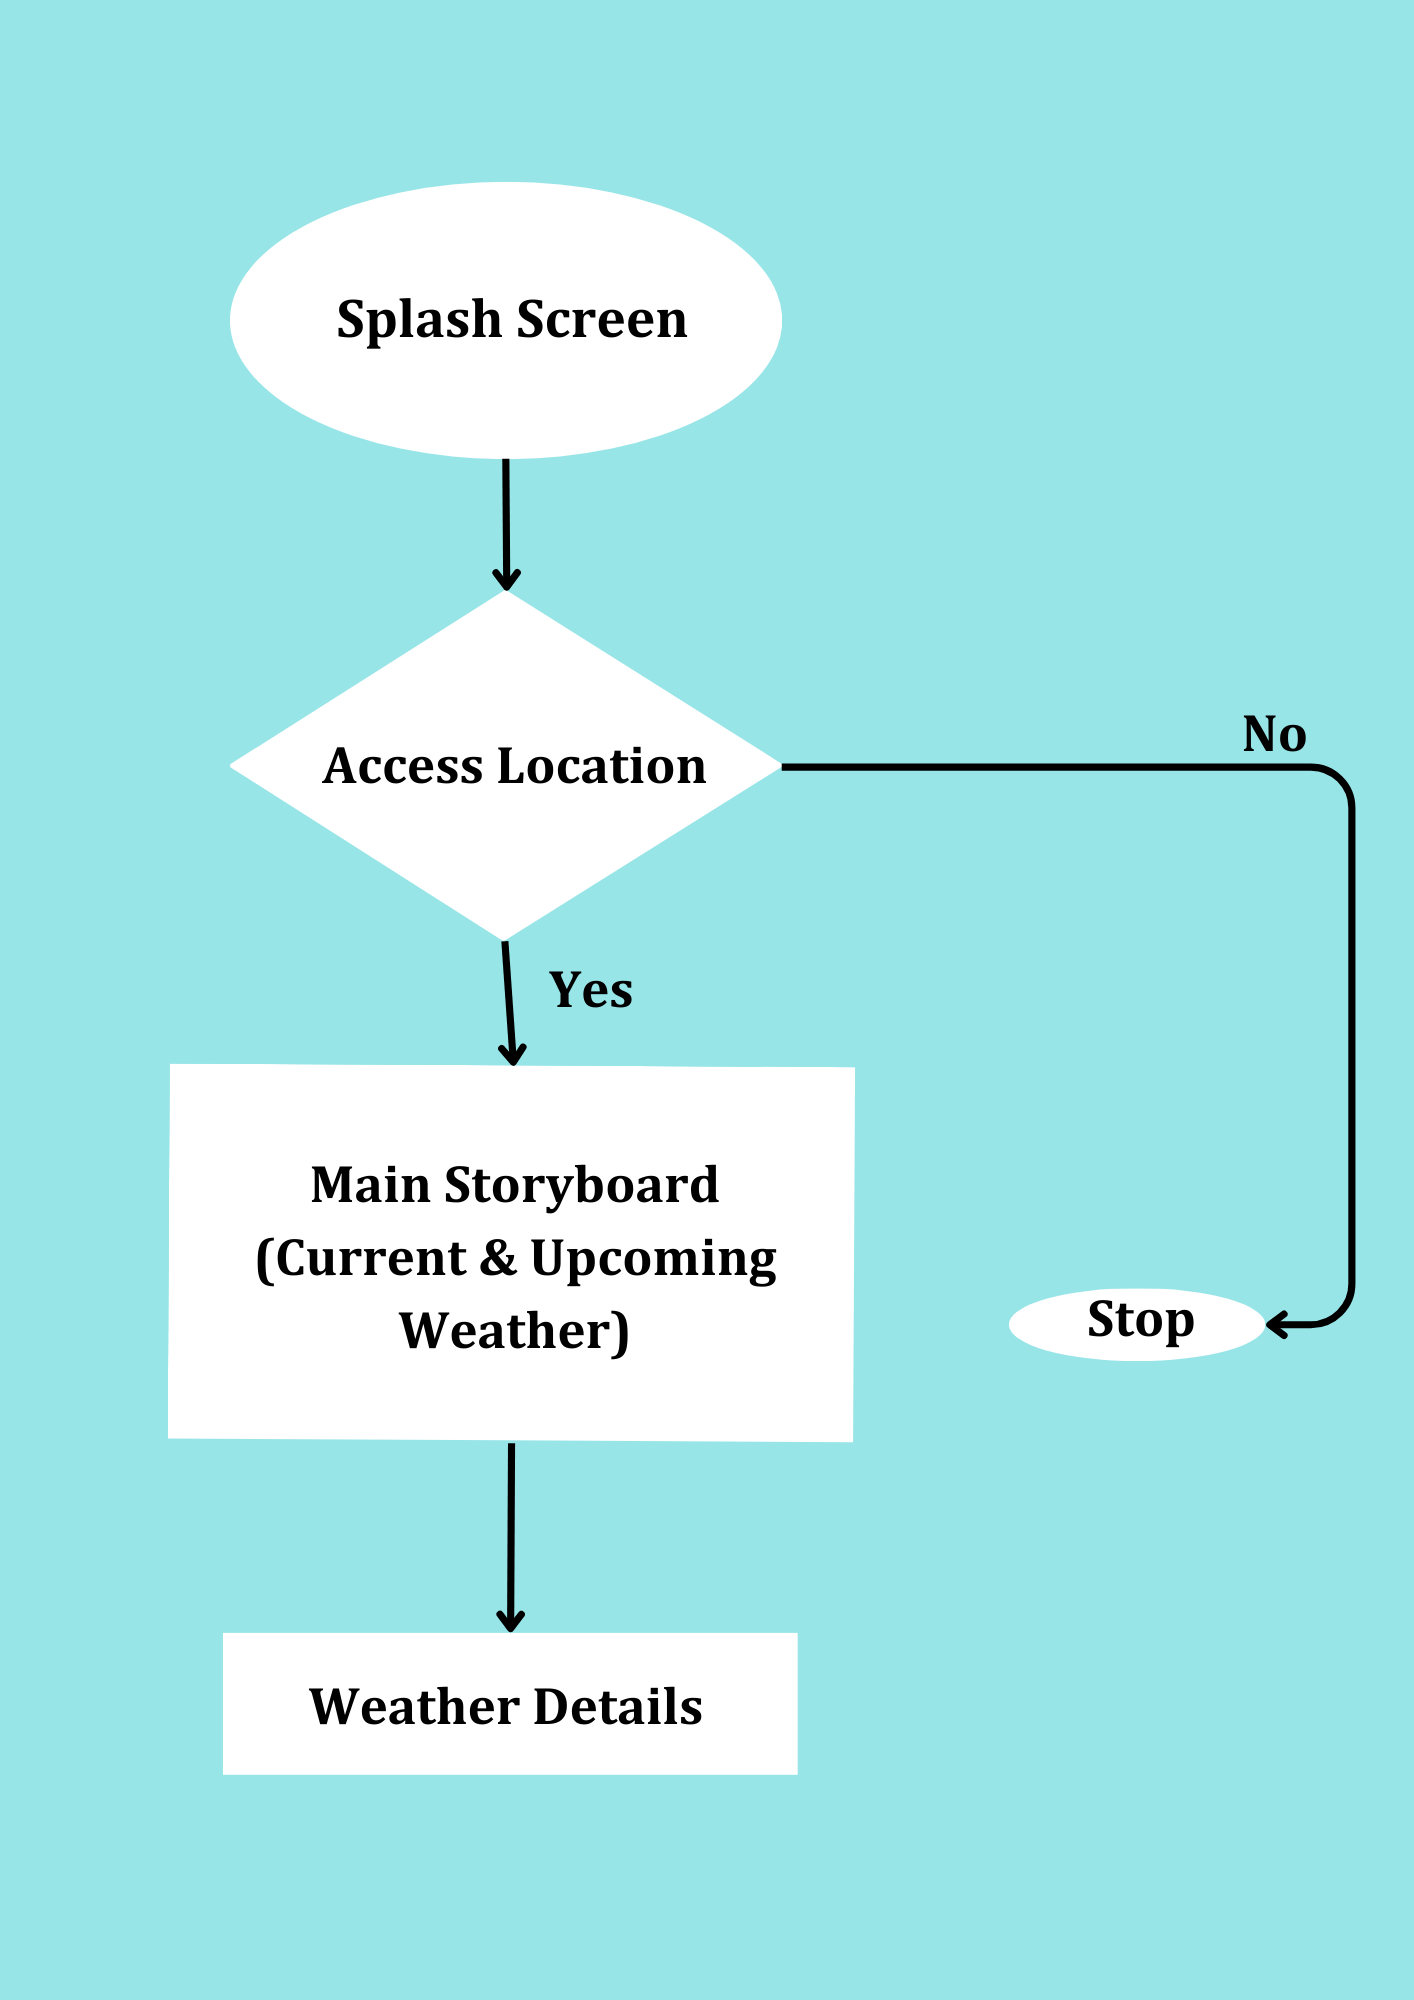 Splash Screen
Access Location
No
Yes
Main Storyboard
(Current & Upcoming
Weather)
Stop
Weather Details